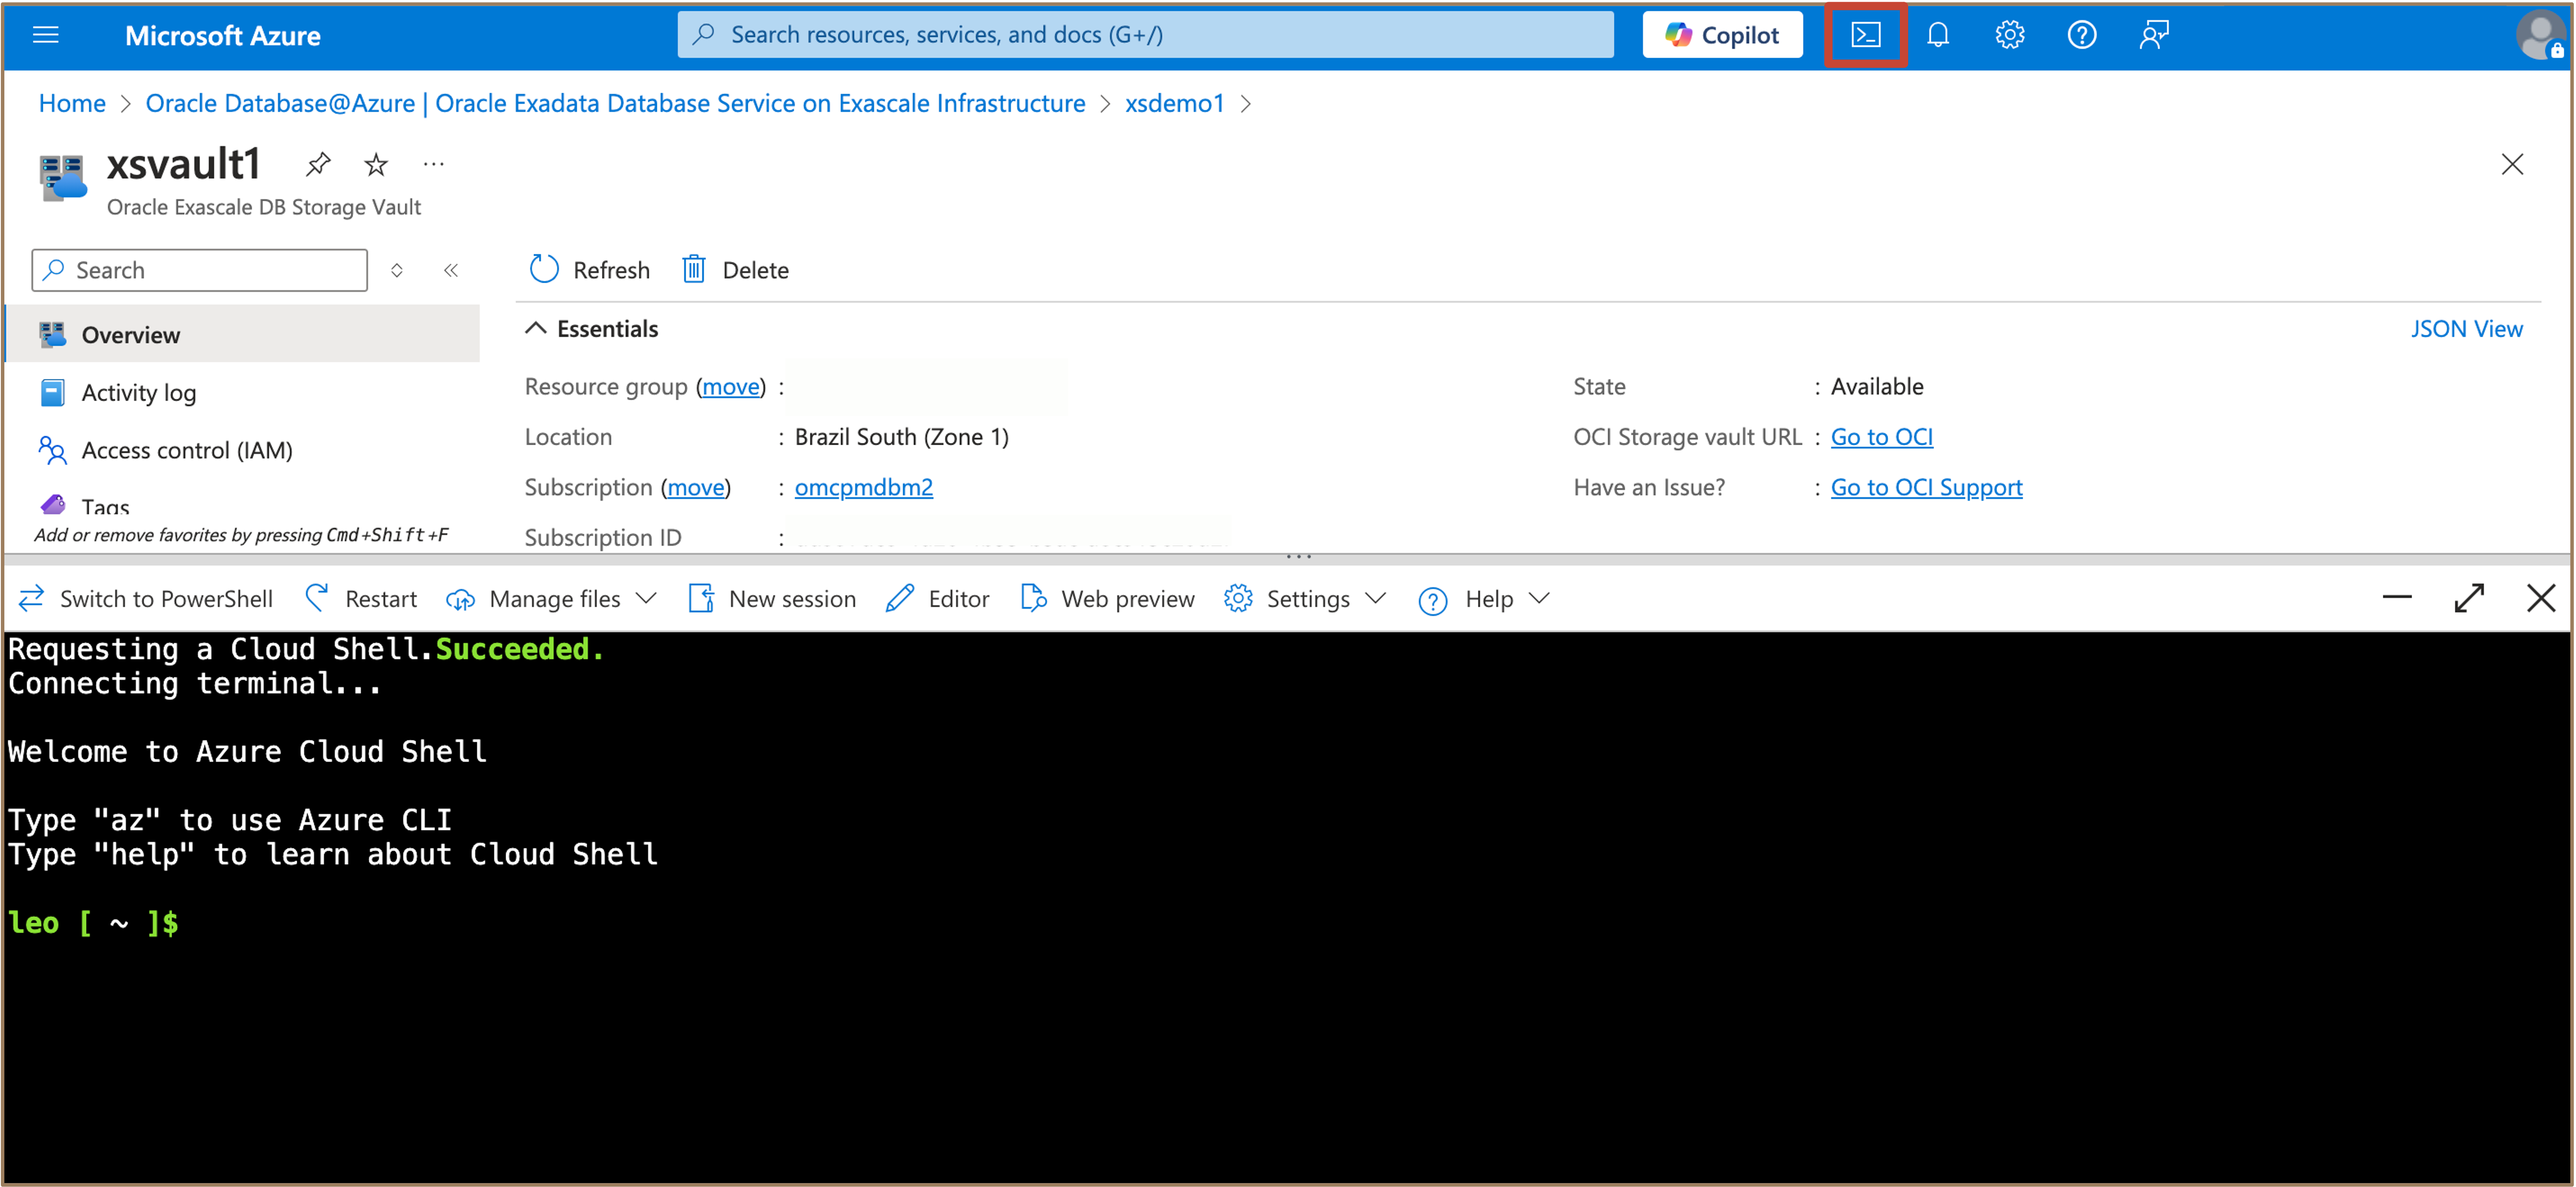 Microsoft Azure
Search resources, services, and docs (G+/)
Copilot
Home > Oracle Database@Azure | Oracle Exadata Database Service on Exascale Infrastructure > xsdemo1 >
xsvault1
Oracle Exascale DB Storage Vault
Search
Refresh
Delete
Overview
Activity log
Access control (IAM)
Tags
Add or remove favorites by pressing Cmd+Shift+F
Essentials
JSON View
Resource group (move) :
Location : Brazil South (Zone 1)
Subscription (move) : omcpmdbm2
Subscription ID :
State : Available
OCI Storage vault URL : Go to OCI
Have an Issue? : Go to OCI Support
Switch to PowerShell
Restart
Manage files
New session
Editor
Web preview
Settings
Help
Requesting a Cloud Shell.Succeeded.
Connecting terminal...
Welcome to Azure Cloud Shell
Type "az" to use Azure CLI
Type "help" to learn about Cloud Shell
leo [ ~ ]$